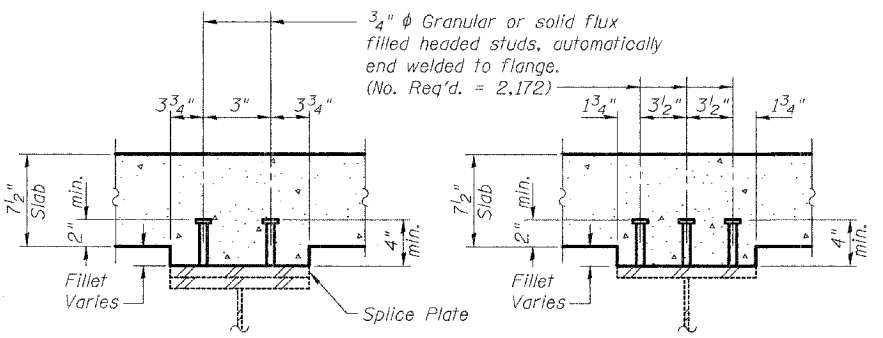 3/4" ϕ Granular or solid flux
filled headed studs, automatically
end welded to flange.
(No. Req'd. = 2,172)
3 3/4" 3" 3 3/4"
1 3/4" 3 1/2" 3 1/2" 1 3/4"
7 1/2"
Slab
2"
min.
4"
min.
Fillet
Varies
Splice Plate
7 1/2"
Slab
2"
min.
4"
min.
Fillet
Varies